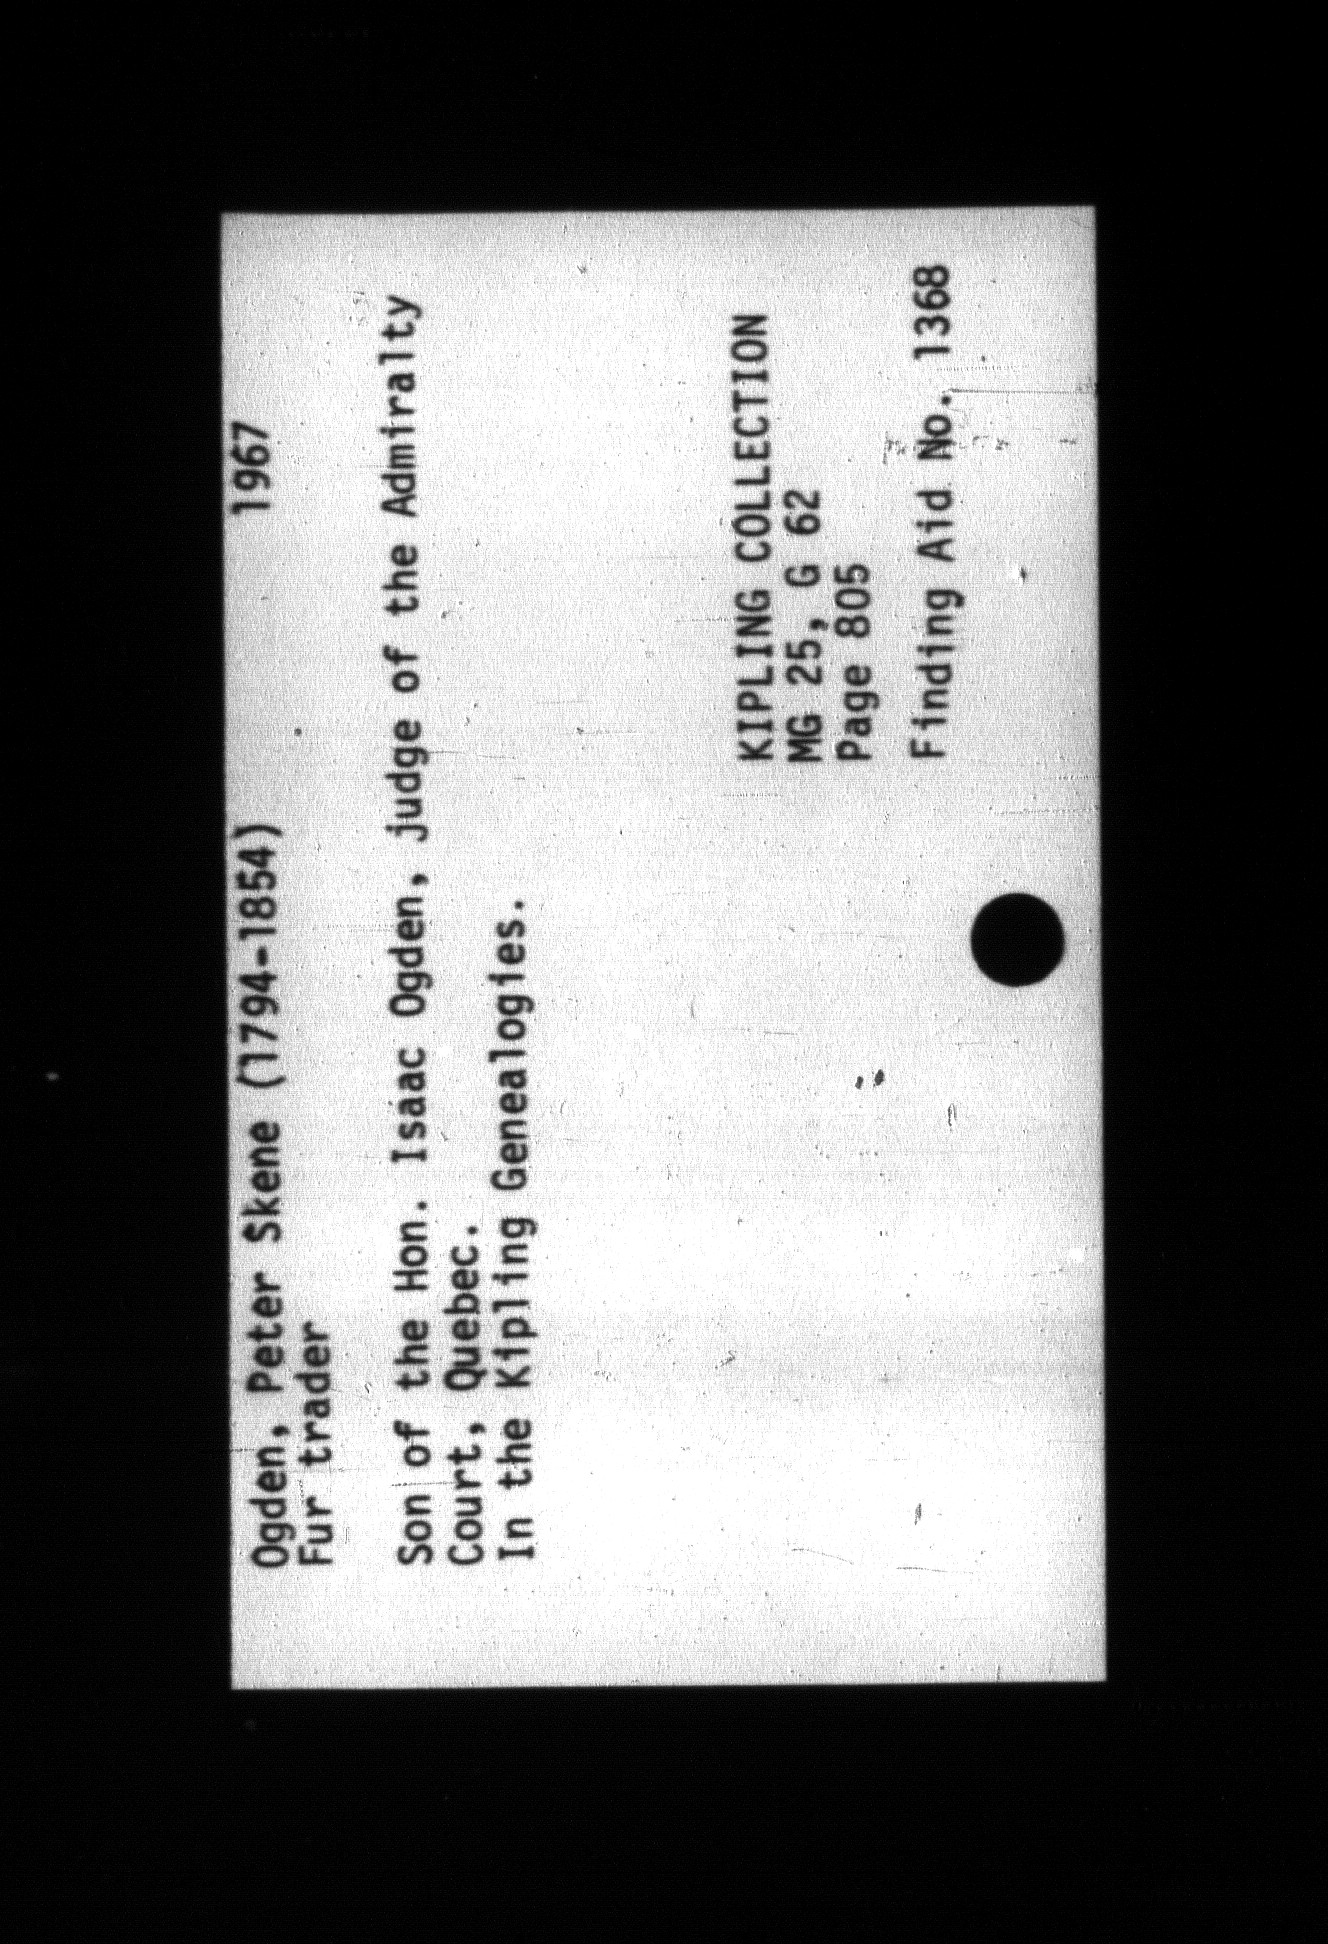 Ogden, Peter Skene (1794-1854) 1967
Fur trader
Son of the Hon. Isaac Ogden, judge of the Admiralty
Court, Quebec.
In the Kipling Genealogies.
KIPLING COLLECTION
MG 25, G 62
Page 805
Finding Aid No. 1368